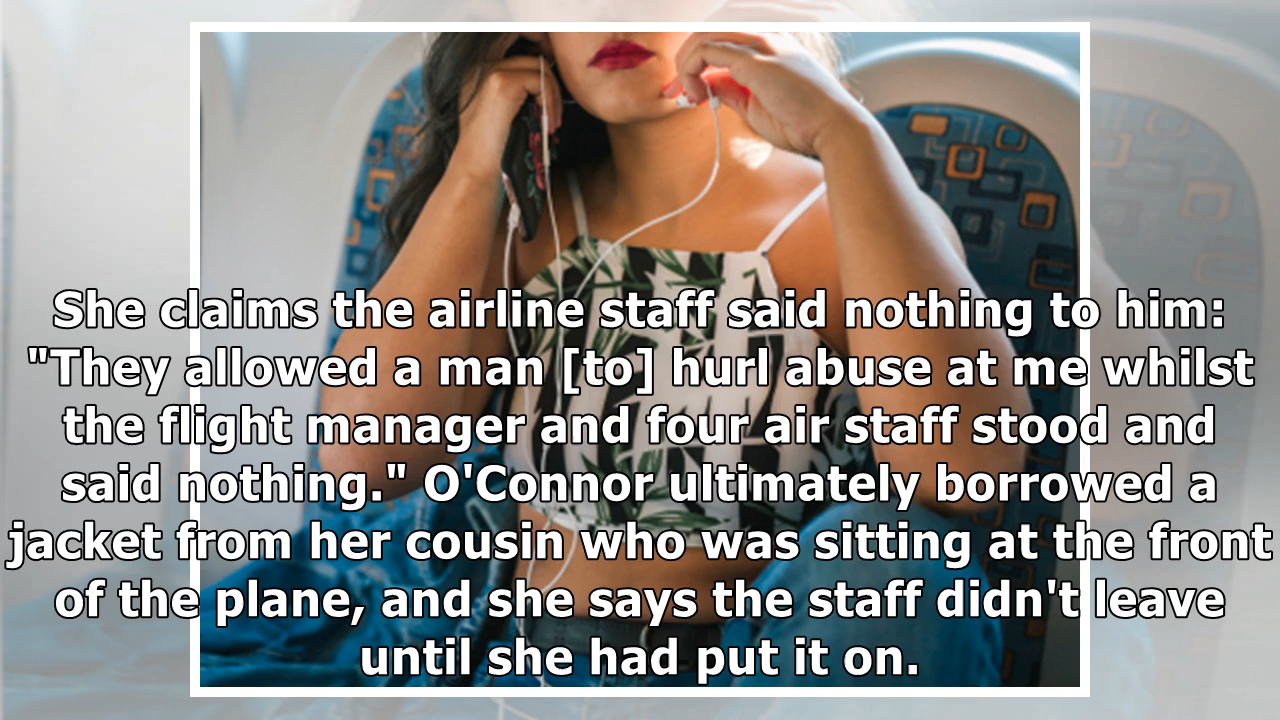 She claims the airline staff said nothing to him:
"They allowed a man [to] hurl abuse at me whilst
the flight manager and four air staff stood and
said nothing." O'Connor ultimately borrowed a
jacket from her cousin who was sitting at the front
of the plane, and she says the staff didn't leave
until she had put it on.